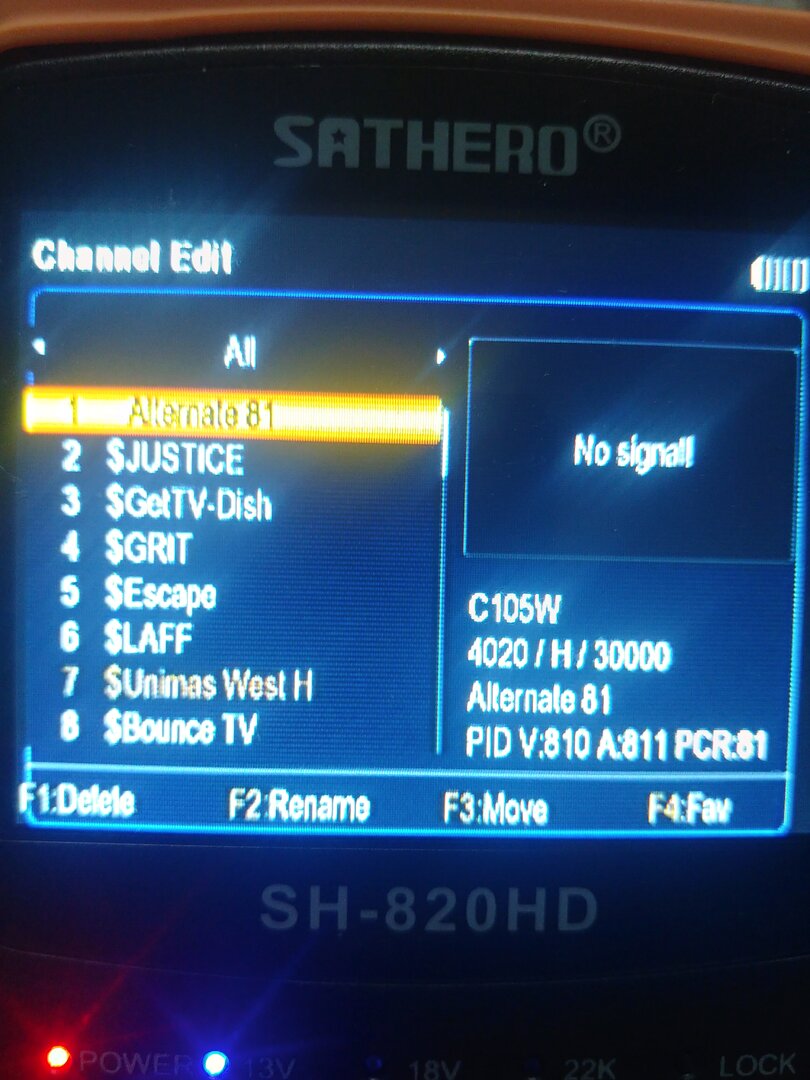 SATHERO®
Channel Edit
All
1 Alternate 81
2 $JUSTICE
3 $GetTV-Dish
4 $GRIT
5 $Escape
6 $LAFF
7 $Unimas West H
8 $Bounce TV
No signal!
C105W
4020 / H / 30000
Alternate 81
PID V:810 A:811 PCR:81
F1:Delete F2:Rename F3:Move F4:Fav
SH-820HD
POWER 13V 18V 22K LOCK